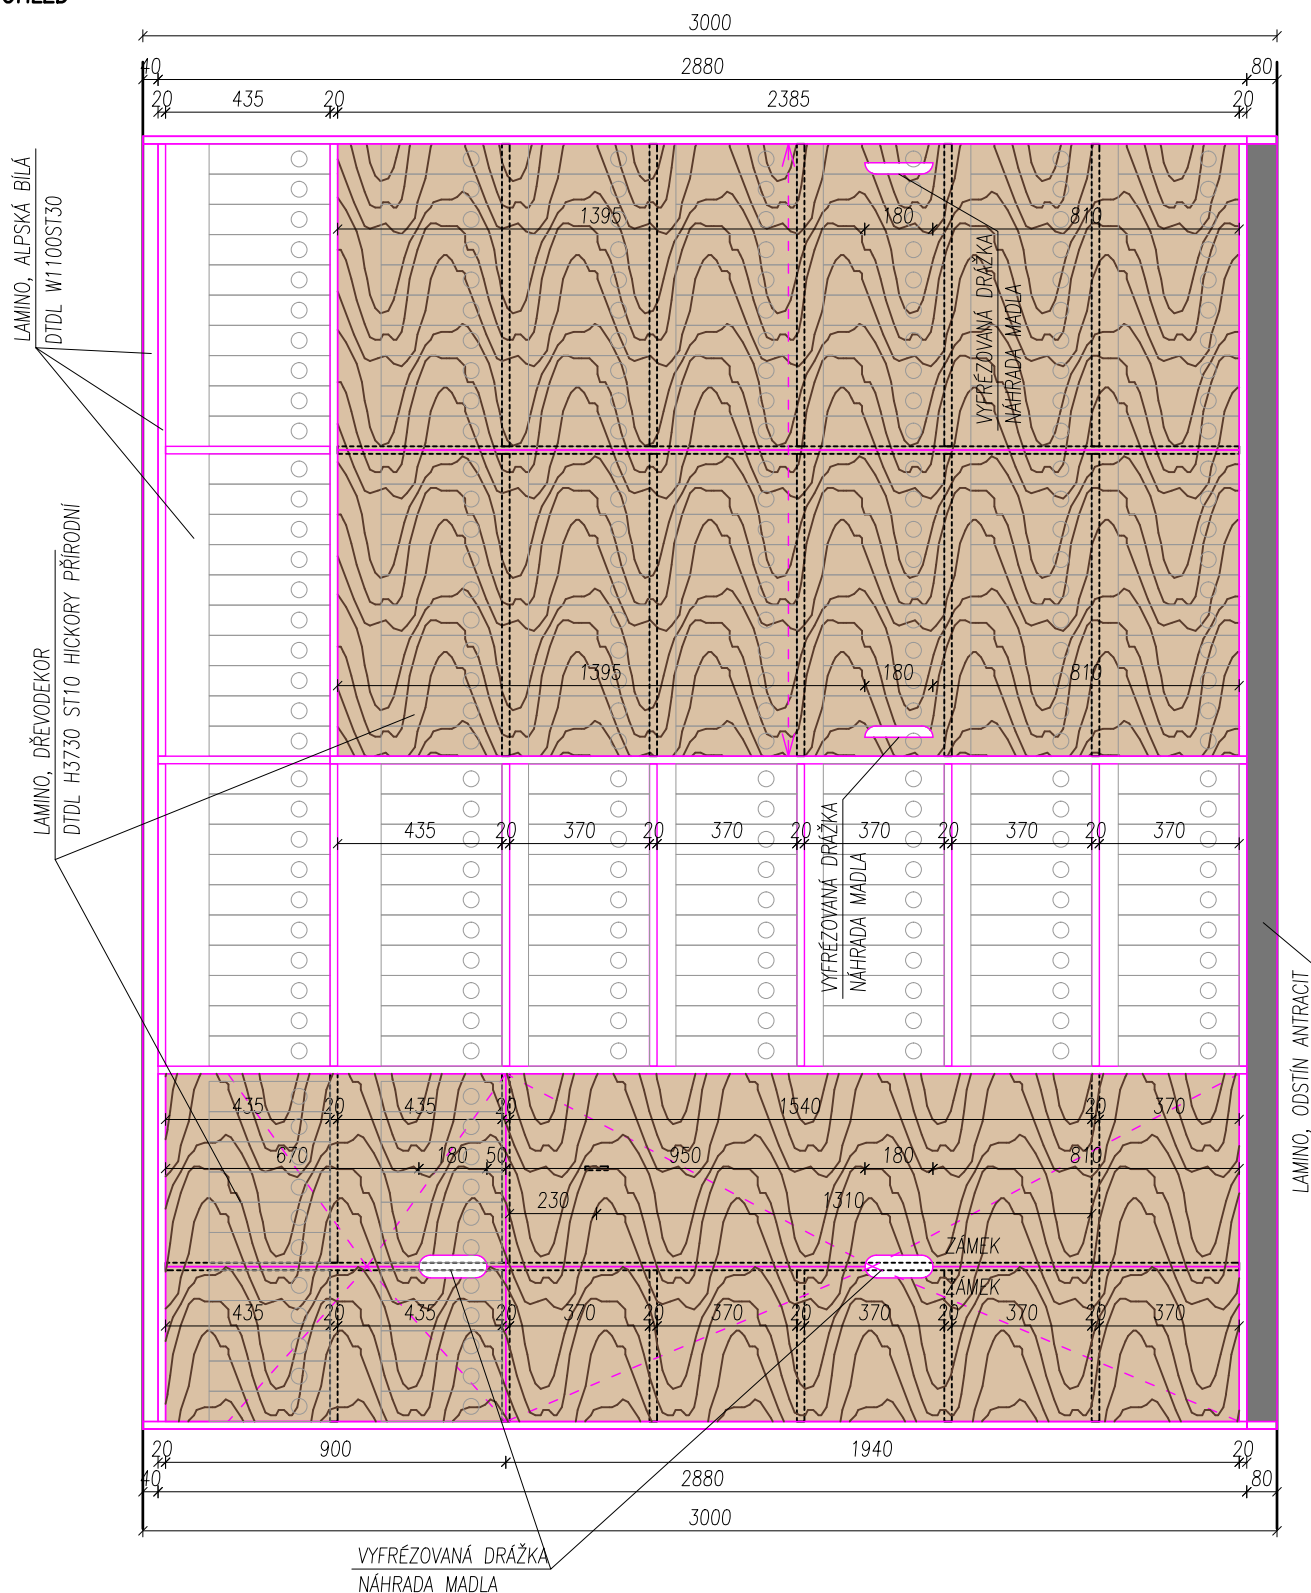 3000
40 2880 80
20 435 20 2385 20
LAMINO, ALPSKÁ BÍLÁ
DTDL W1100ST30
1395 180 810
VYFRÉZOVANÁ DRÁŽKA
NÁHRADA MADLA
LAMINO, DŘEVODEKOR
DTDL H3730 ST10 HICKORY PŘÍRODNÍ
1395 180 810
435 20 370 20 370 20 370 20 370 20 370
VYFRÉZOVANÁ DRÁŽKA
NÁHRADA MADLA
LAMINO, ODSTÍN ANTRACIT
435 20 435 20 1540 20 370
670 180 50 950 180 810
230 1310
ZÁMEK
ZÁMEK
435 20 435 20 370 20 370 20 370 20 370 20 370
20 900 1940 20
40 2880 80
3000
VYFRÉZOVANÁ DRÁŽKA
NÁHRADA MADLA